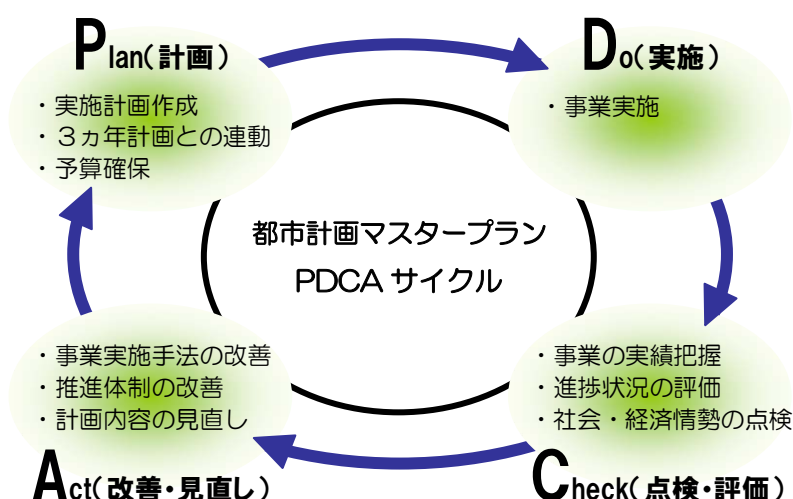 Plan(計画)
・実施計画作成
・3ヵ年計画との連動
・予算確保
Do(実施)
・事業実施
都市計画マスタープラン
PDCA サイクル
・事業実施手法の改善
・推進体制の改善
・計画内容の見直し
Act(改善・見直し)
・事業の実績把握
・進捗状況の評価
・社会・経済情勢の点検
Check(点検・評価)